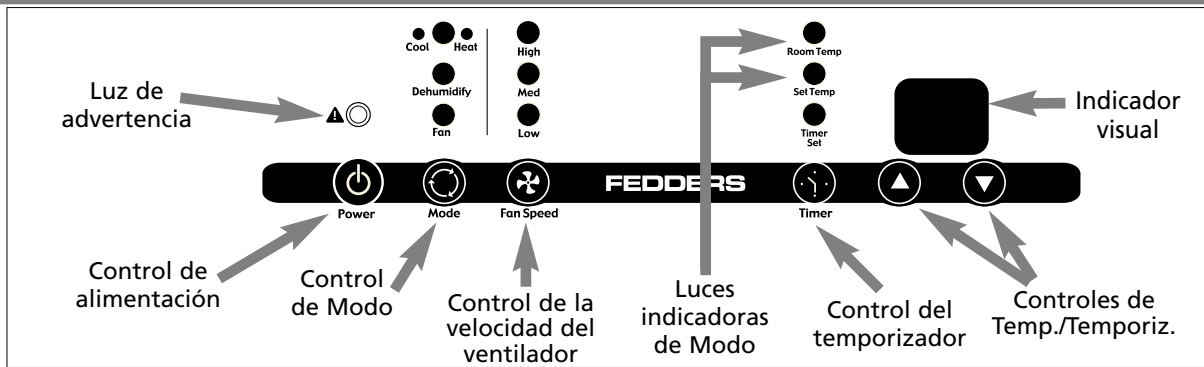 Cool Heat
High
Room Temp
Dehumidify
Med
Set Temp
Fan
Low
Timer
Set
Luz de
advertencia
Indicador
visual
FEDDERS
Power
Mode
Fan Speed
Timer
Control de
alimentación
Control
de Modo
Control de la
velocidad del
ventilador
Luces
indicadoras
de Modo
Control del
temporizador
Controles de
Temp./Temporiz.